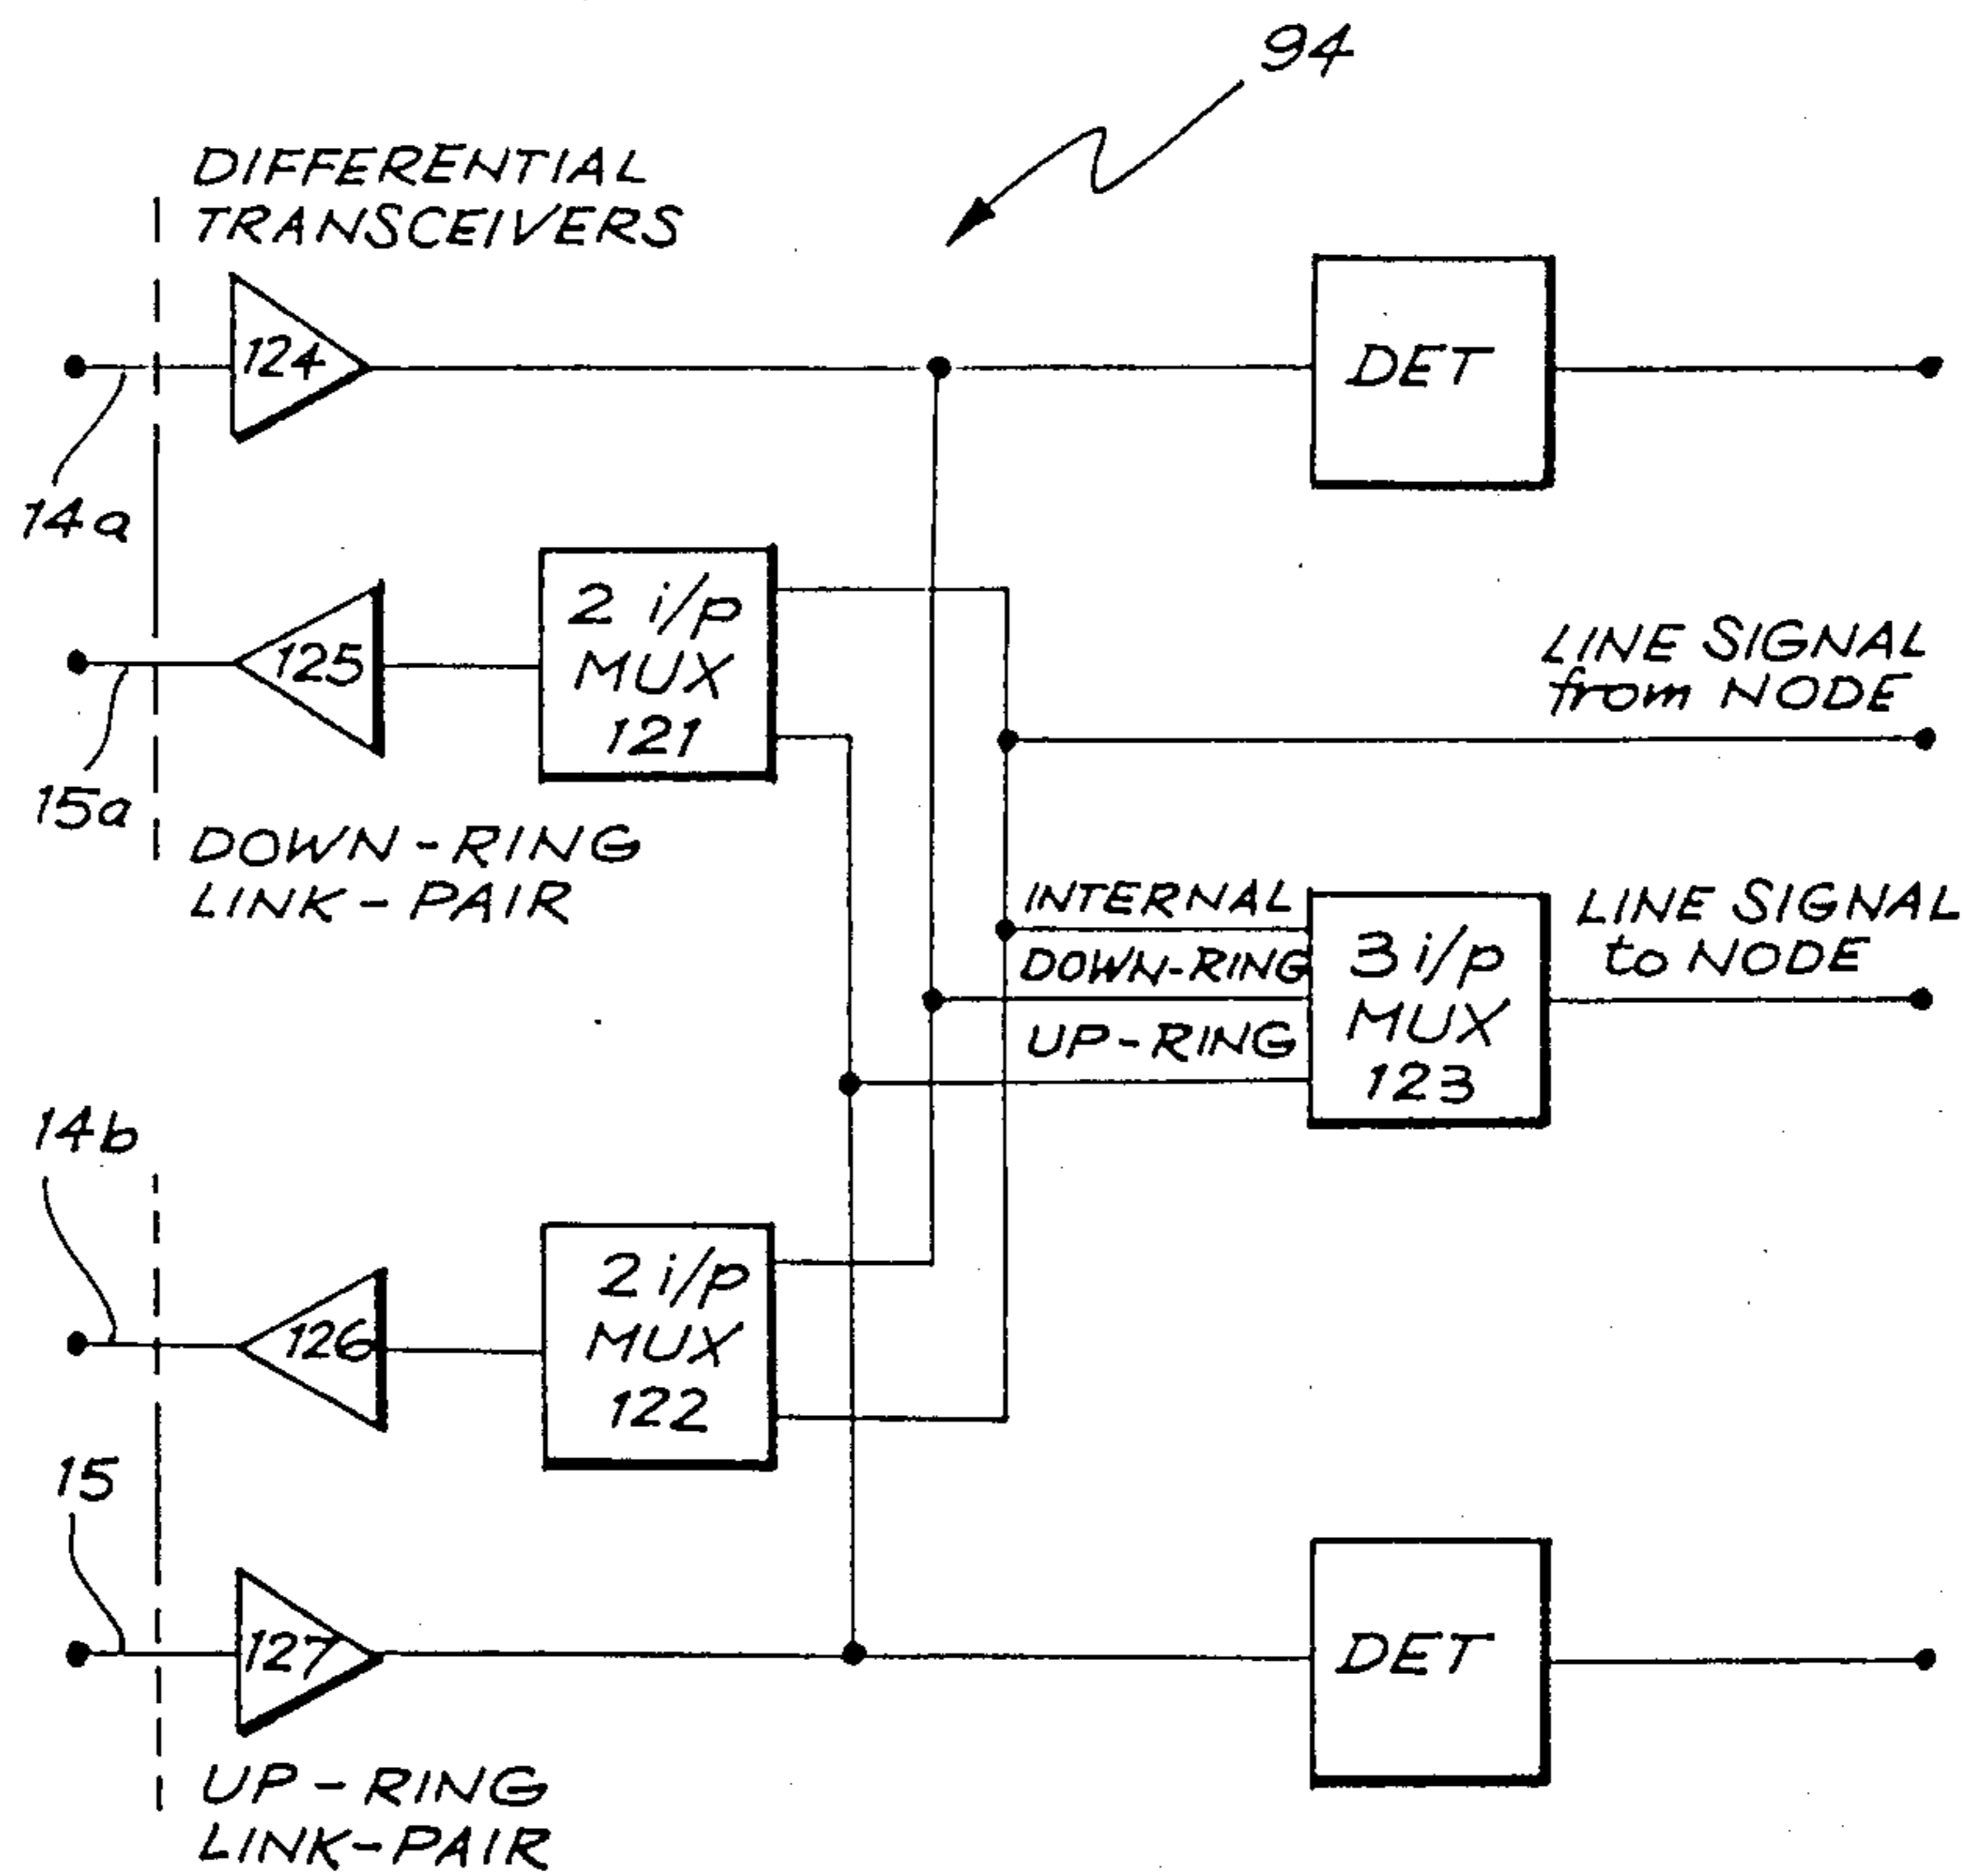 94
DIFFERENTIAL
TRANSCEIVERS
124
DET
14a
2 i/p
MUX
121
125
LINE SIGNAL
from NODE
15a
DOWN-RING
LINK-PAIR
INTERNAL
DOWN-RING
UP-RING
3 i/p
MUX
123
LINE SIGNAL
to NODE
14b
2 i/p
MUX
122
126
15
127
DET
UP-RING
LINK-PAIR